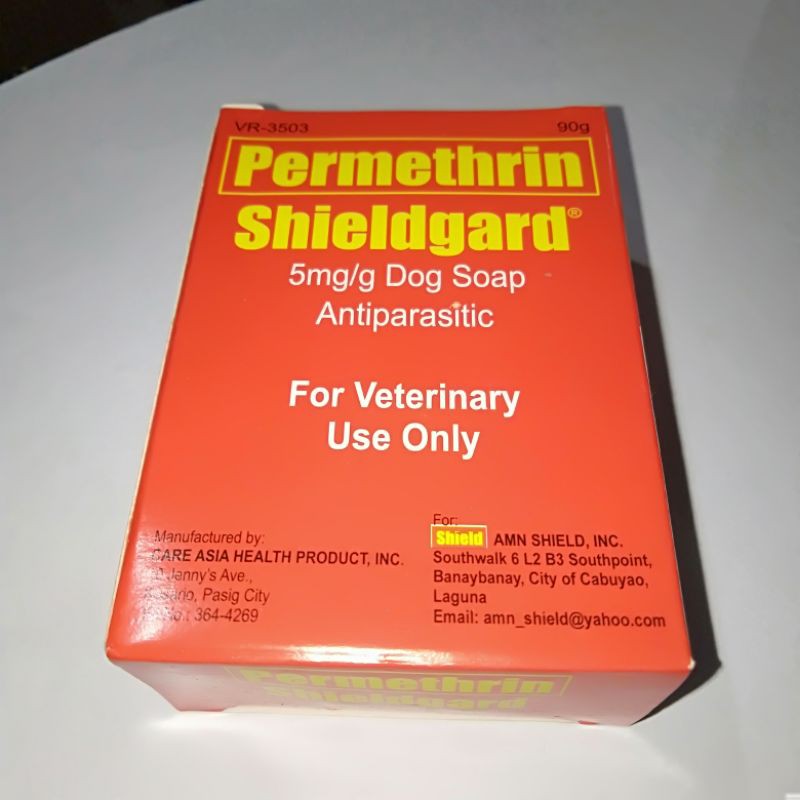 VR-3503 90g
Permethrin
Shieldgard®
5mg/g Dog Soap
Antiparasitic
For Veterinary
Use Only
Manufactured by:
CARE ASIA HEALTH PRODUCT, INC.
Jenny's Ave.,
Pasig City
364-4269
For:
Shield AMN SHIELD, INC.
Southwalk 6 L2 B3 Southpoint,
Banaybanay, City of Cabuyao,
Laguna
Email: amn_shield@yahoo.com
Permethrin
Shieldgard